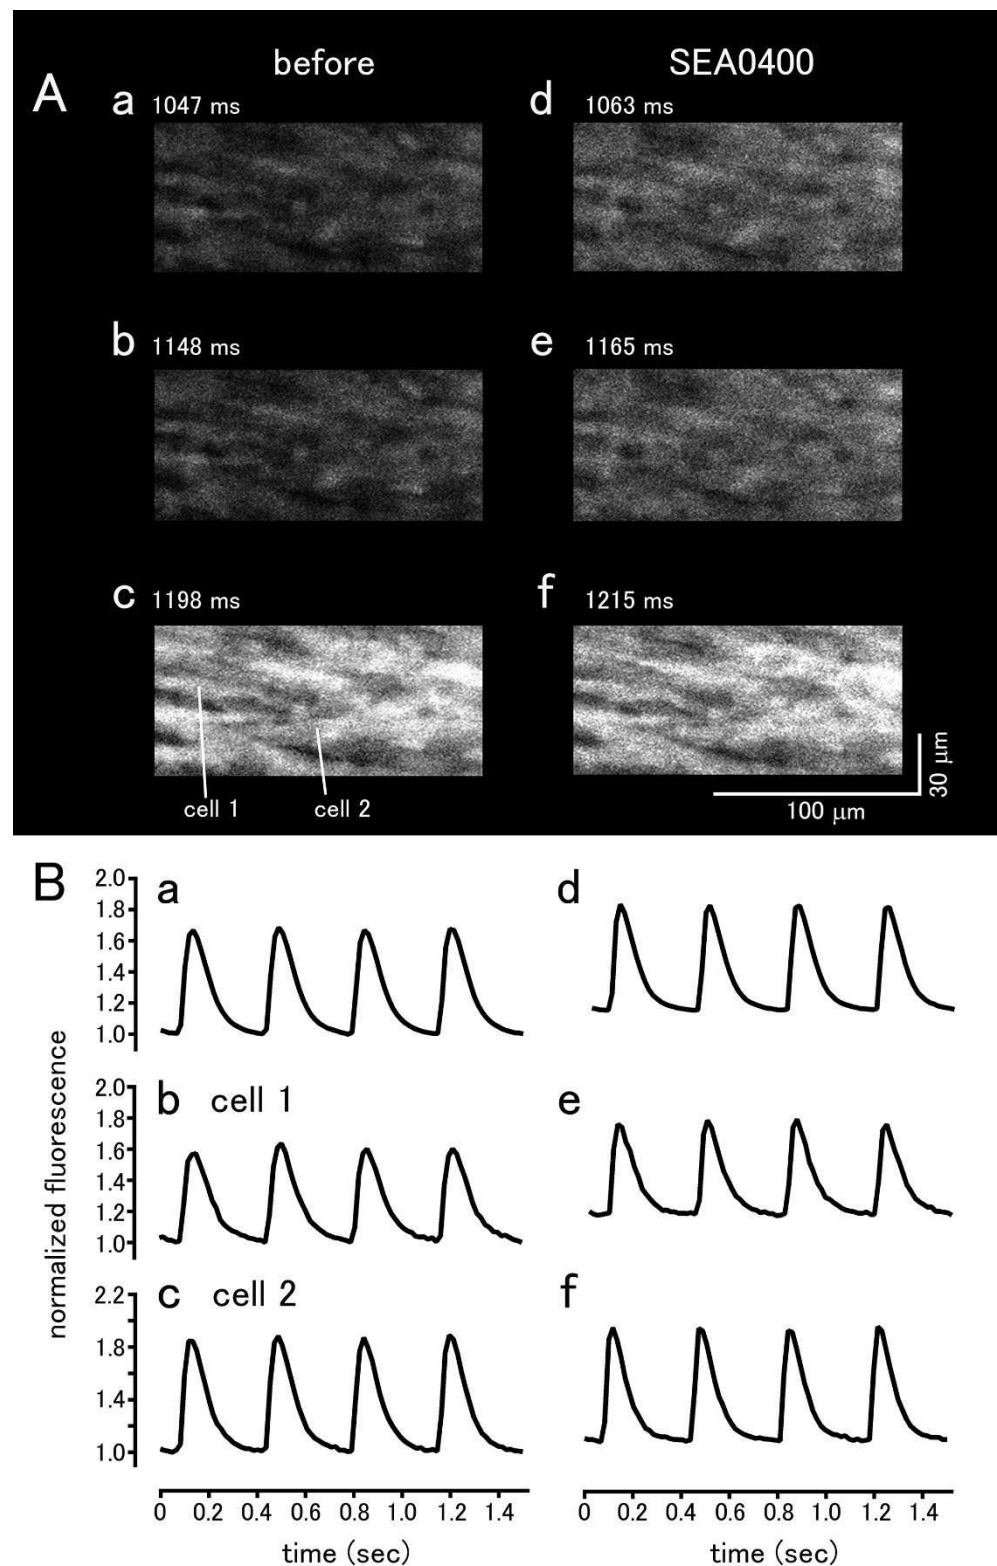 before
SEA0400
A
a 1047 ms
d 1063 ms
b 1148 ms
e 1165 ms
c 1198 ms
f 1215 ms
cell 1
cell 2
100 μm
30 μm
B
normalized fluorescence
a
2.0
1.8
1.6
1.4
1.2
1.0
d
b cell 1
2.0
1.8
1.6
1.4
1.2
1.0
e
c cell 2
2.2
1.8
1.4
1.0
f
0 0.2 0.4 0.6 0.8 1.0 1.2
time (sec)
0 0.2 0.4 0.6 0.8 1.0 1.2 1.4
time (sec)